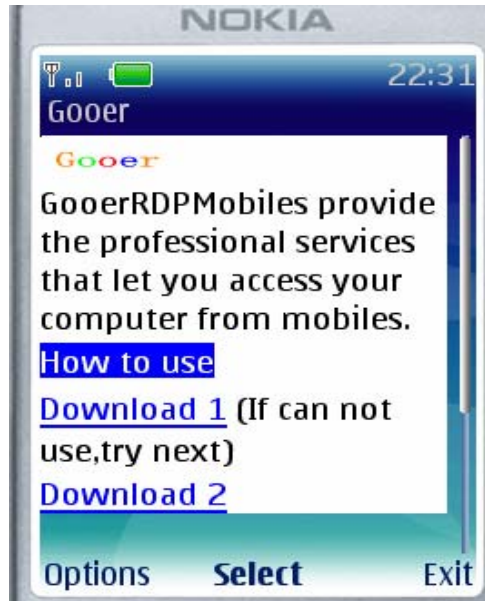 NOKIA
22:31
Gooer
Gooer
GooerRDPMobiles provide
the professional services
that let you access your
computer from mobiles.
How to use
Download 1 (If can not
use,try next)
Download 2
Options Select Exit